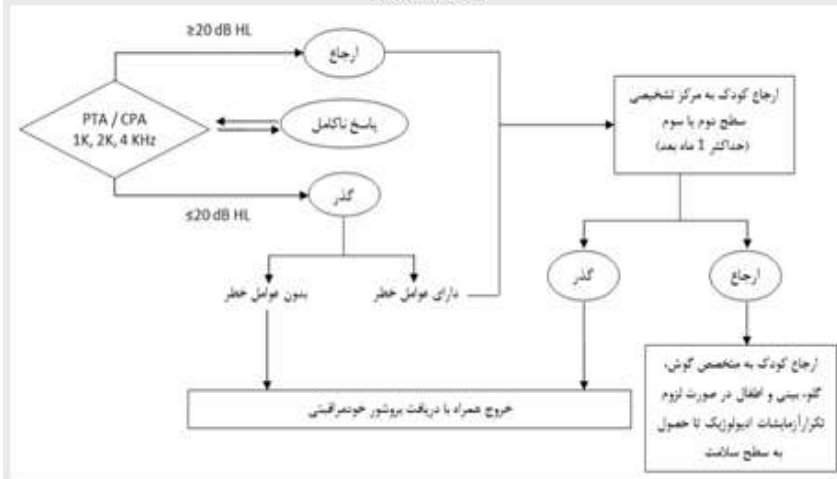 ≥20 dB HL
ارجاع
PTA / CPA
1K, 2K, 4 KHz
پاسخ ناکامل
≤20 dB HL
گذر
بدون عوامل خطر
دارای عوامل خطر
ارجاع کودک به مرکز تشخیصی
سطح دوم یا سوم
(حداکثر 1 ماه بعد)
گذر
ارجاع
خروج همراه با دریافت بروشور خودمراقبتی
ارجاع کودک به متخصص گوش،
گلو، بینی و اطفال در صورت لزوم
تکرارآزمایشات ادیولوژیک تا حصول
به سطح سلامت